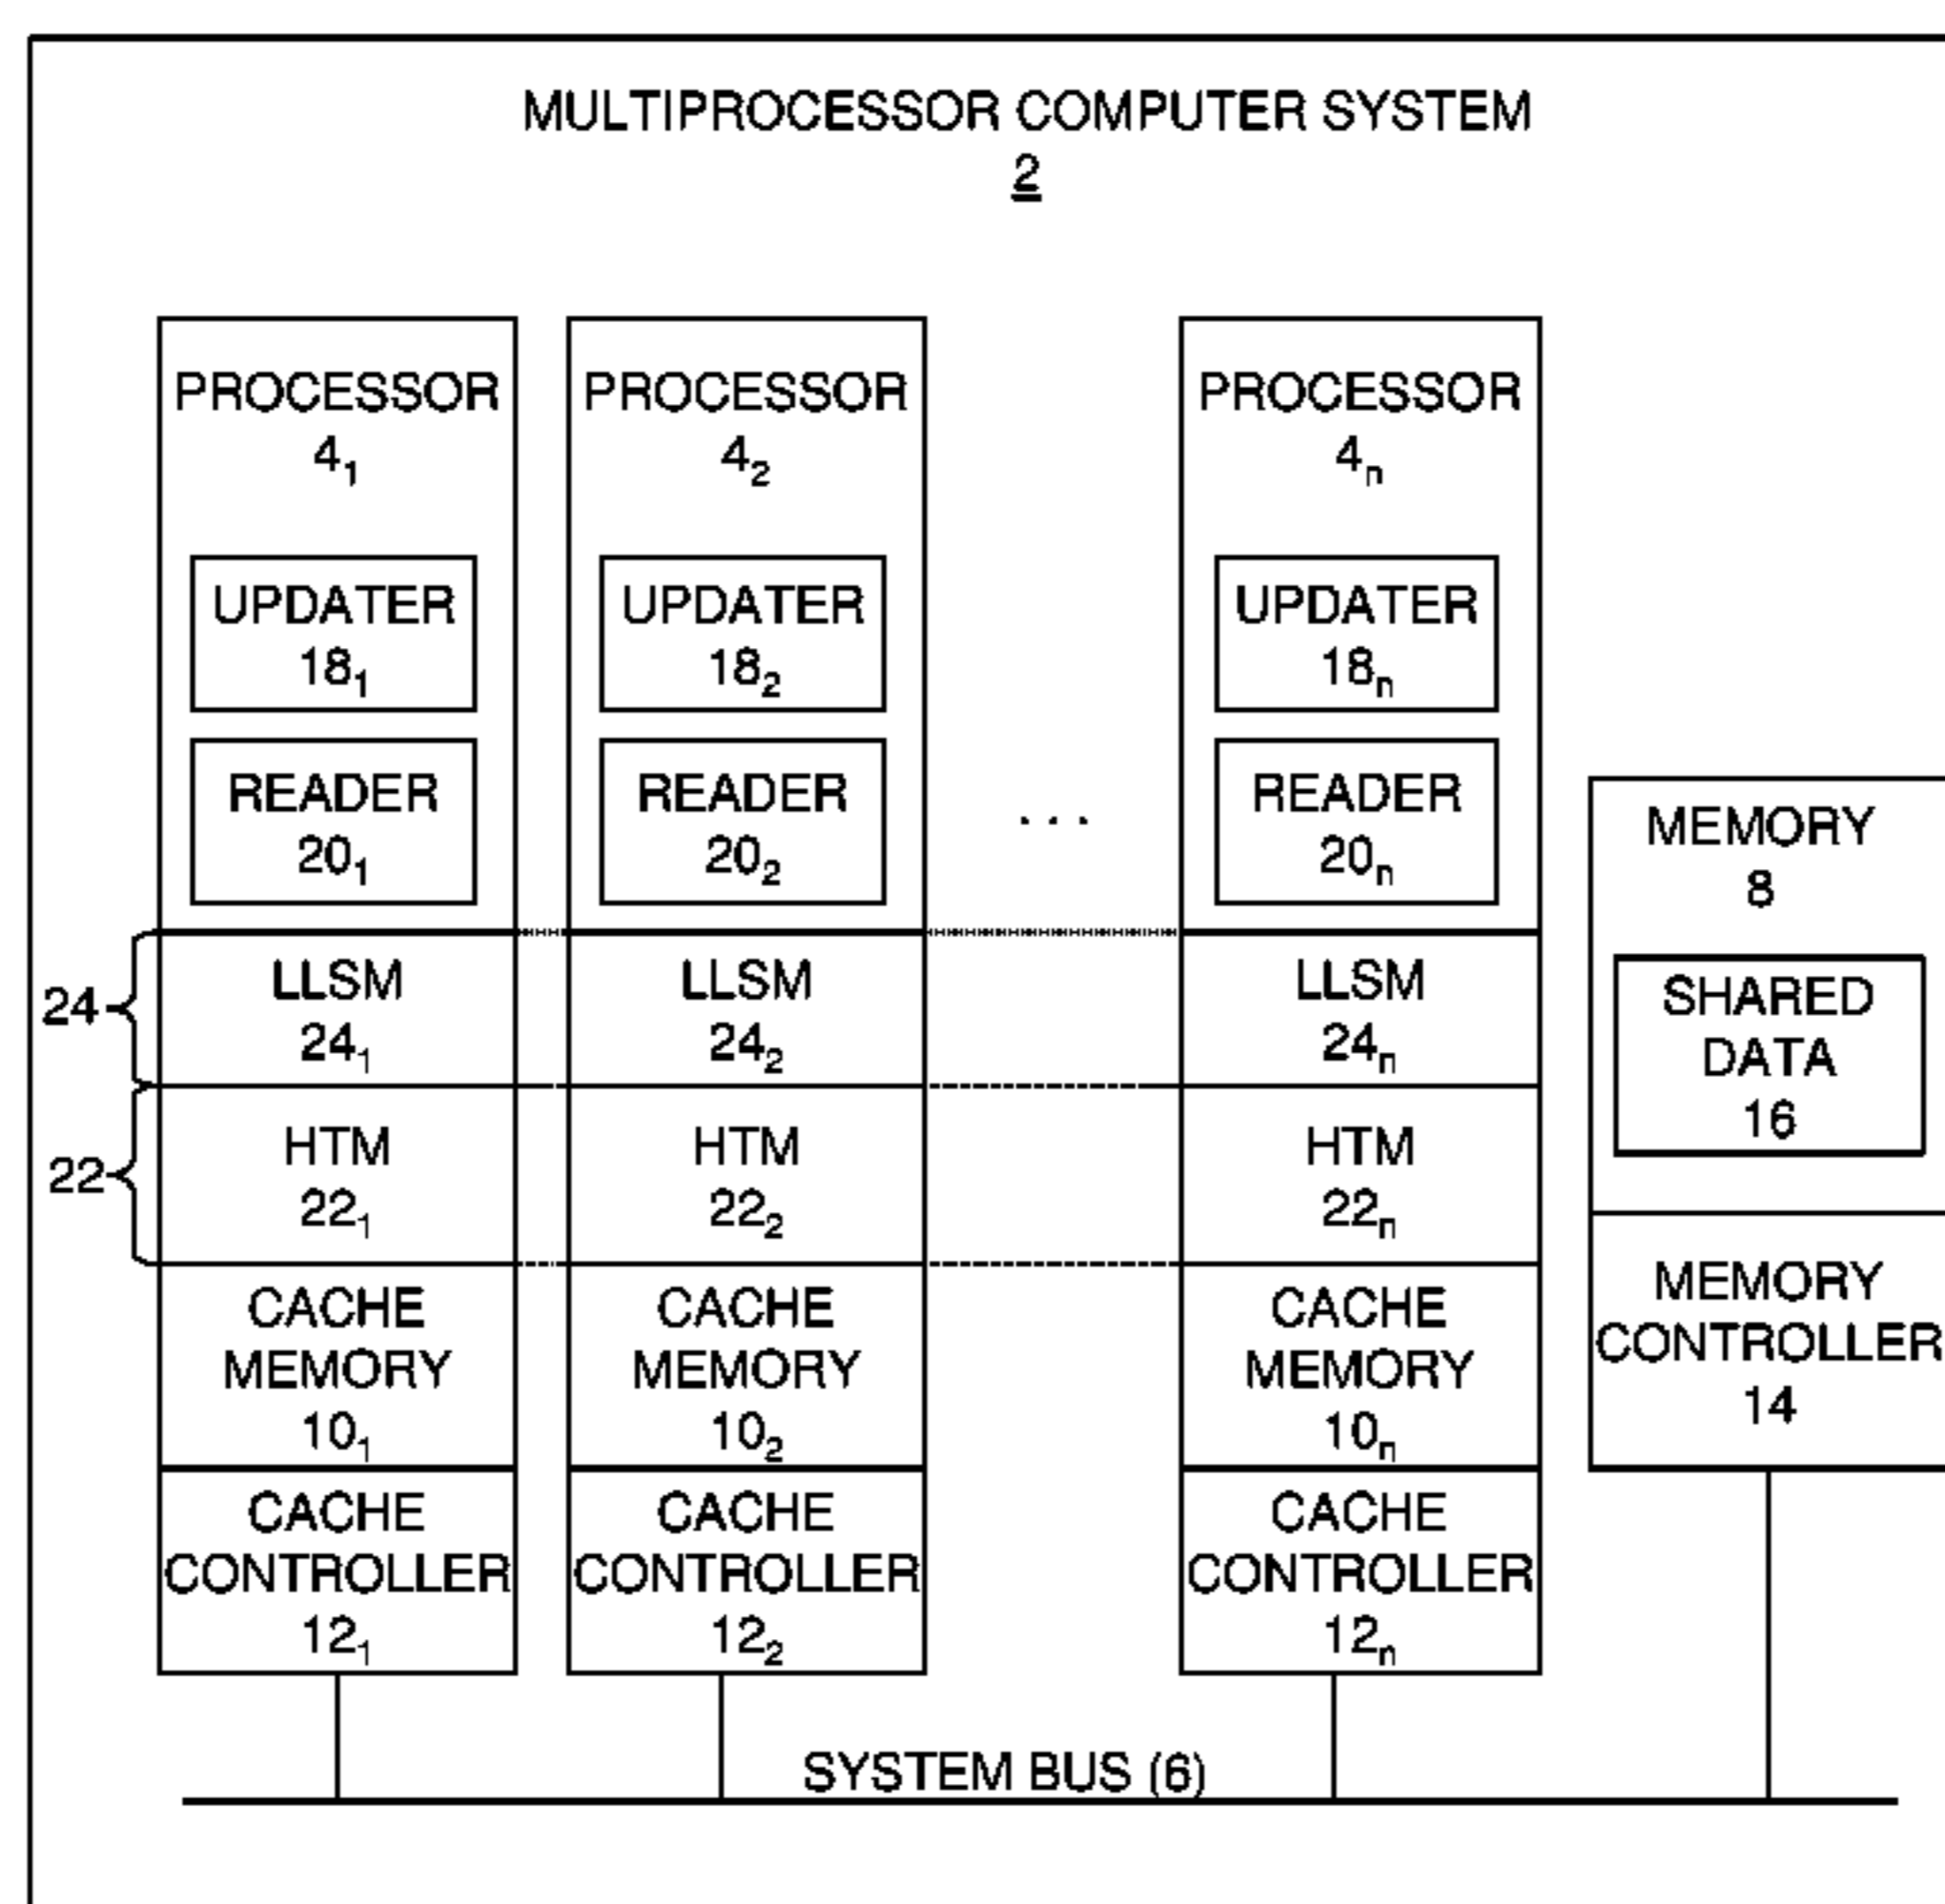 MULTIPROCESSOR COMPUTER SYSTEM
2
PROCESSOR
4₁
UPDATER
18₁
READER
20₁
LLSM
24₁
HTM
22₁
CACHE
MEMORY
10₁
CACHE
CONTROLLER
12₁
PROCESSOR
4₂
UPDATER
18₂
READER
20₂
LLSM
24₂
HTM
22₂
CACHE
MEMORY
10₂
CACHE
CONTROLLER
12₂
. . .
PROCESSOR
4ₙ
UPDATER
18ₙ
READER
20ₙ
LLSM
24ₙ
HTM
22ₙ
CACHE
MEMORY
10ₙ
CACHE
CONTROLLER
12ₙ
24
22
MEMORY
8
SHARED
DATA
16
MEMORY
CONTROLLER
14
SYSTEM BUS (6)